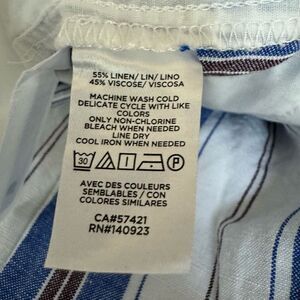 55% LINEN/ LIN/ LINO
45% VISCOSE/ VISCOSA
MACHINE WASH COLD
DELICATE CYCLE WITH LIKE
COLORS
ONLY NON-CHLORINE
BLEACH WHEN NEEDED
LINE DRY
COOL IRON WHEN NEEDED
30 P
AVEC DES COULEURS
SEMBLABLES / CON
COLORES SIMILARES
CA#57421
RN#140923